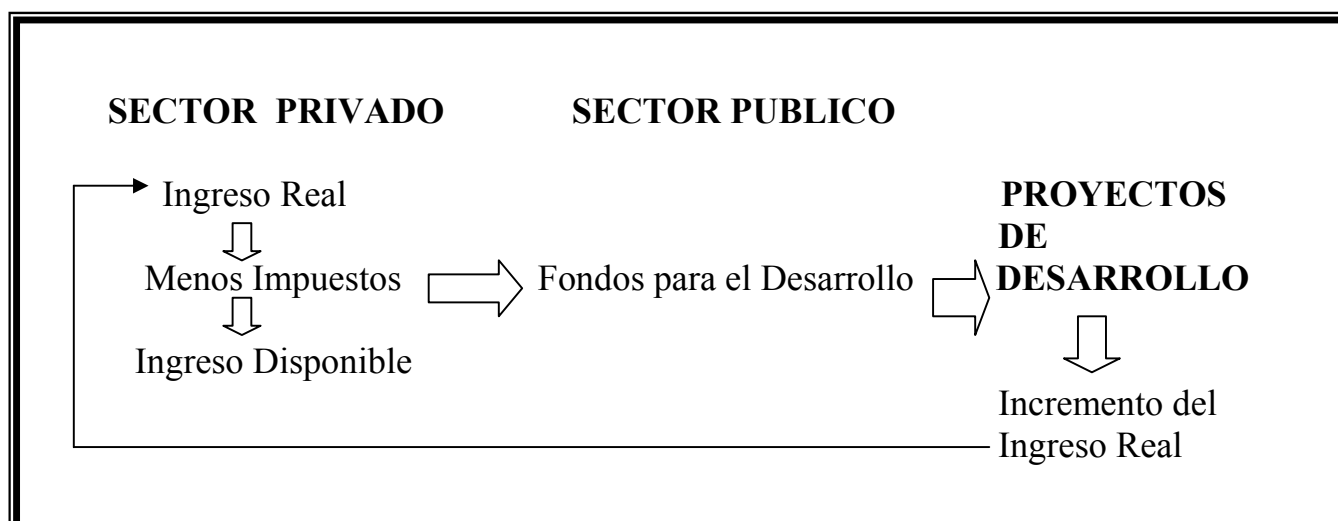 SECTOR PRIVADO SECTOR PUBLICO
Ingreso Real
Menos Impuestos
Ingreso Disponible
Fondos para el Desarrollo
PROYECTOS
DE
DESARROLLO
Incremento del
Ingreso Real